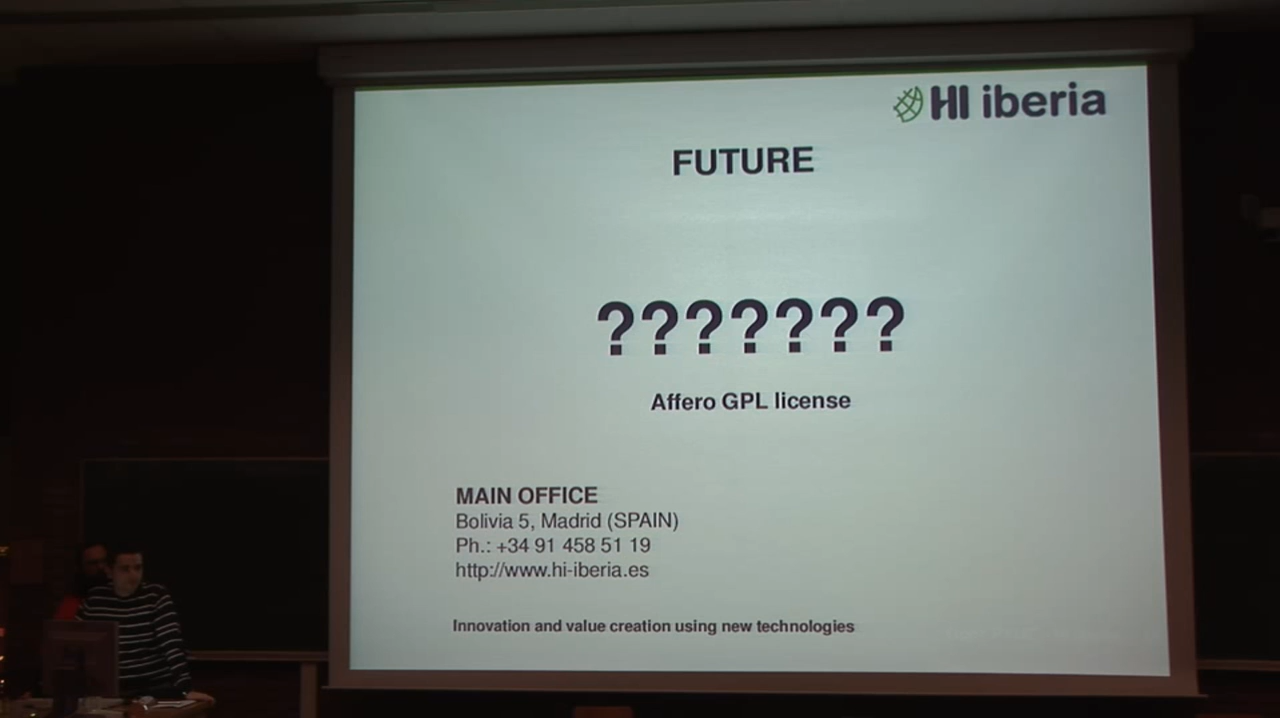 HI iberia
FUTURE
???????
Affero GPL license
MAIN OFFICE
Bolivia 5, Madrid (SPAIN)
Ph.: +34 91 458 51 19
http://www.hi-iberia.es
Innovation and value creation using new technologies